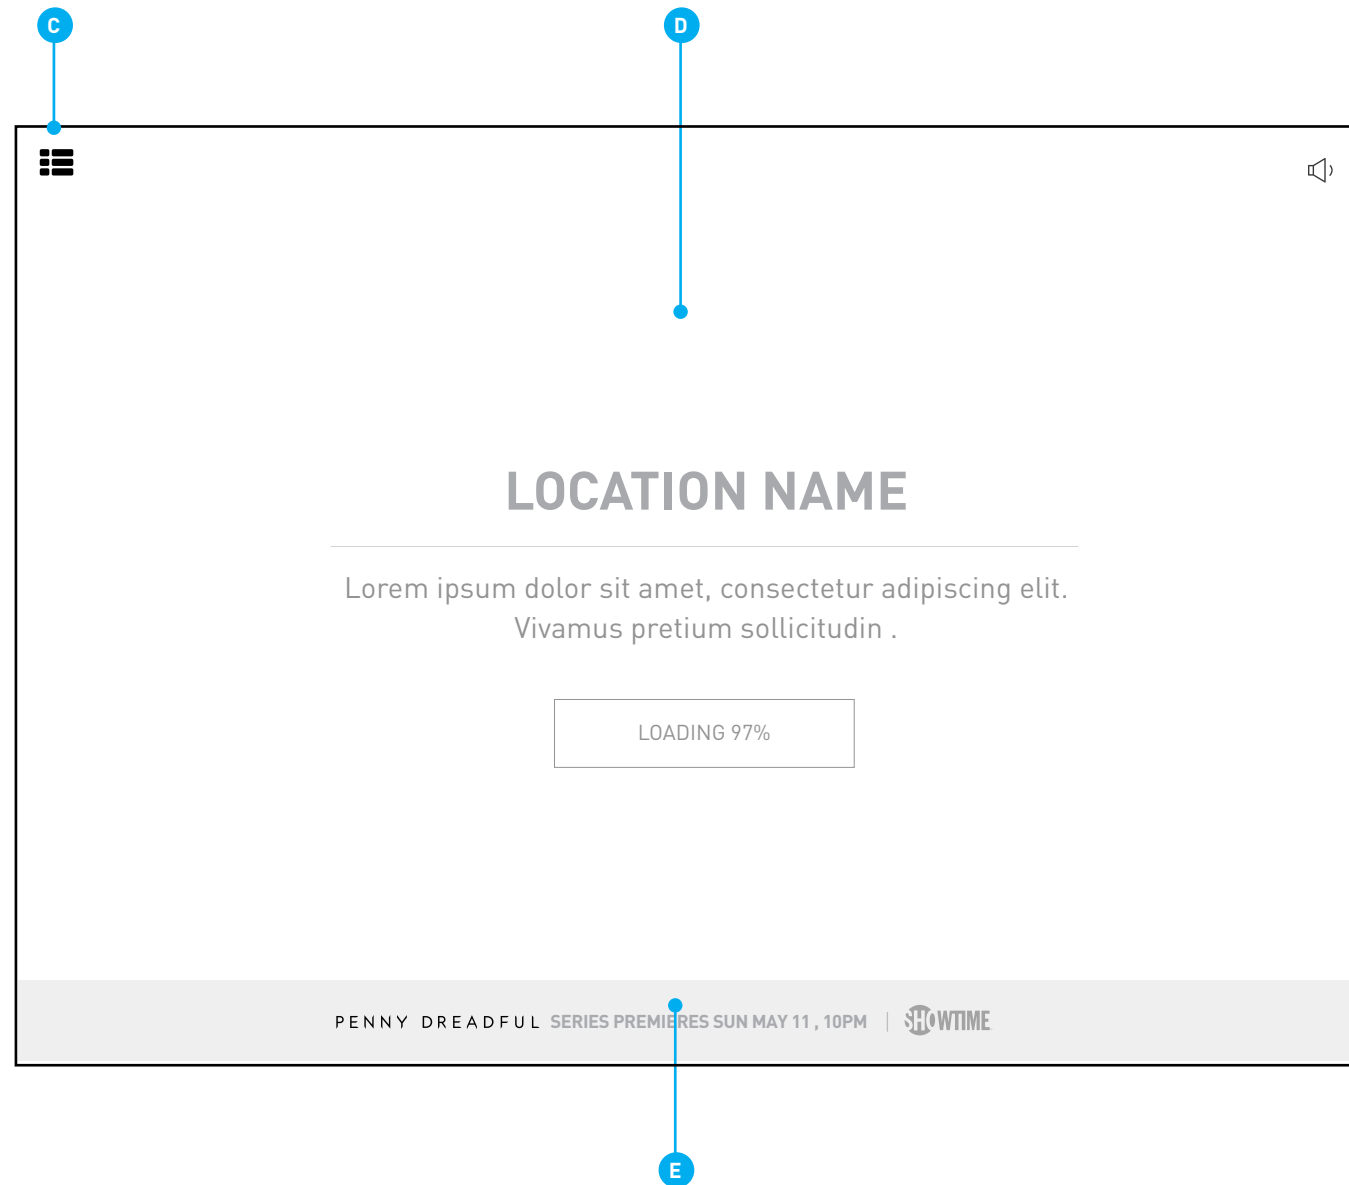 C
D
LOCATION NAME
Lorem ipsum dolor sit amet, consectetur adipiscing elit.
Vivamus pretium sollicitudin .
LOADING 97%
PENNY DREADFUL SERIES PREMIERES SUN MAY 11 , 10PM | SHOWTIME
E